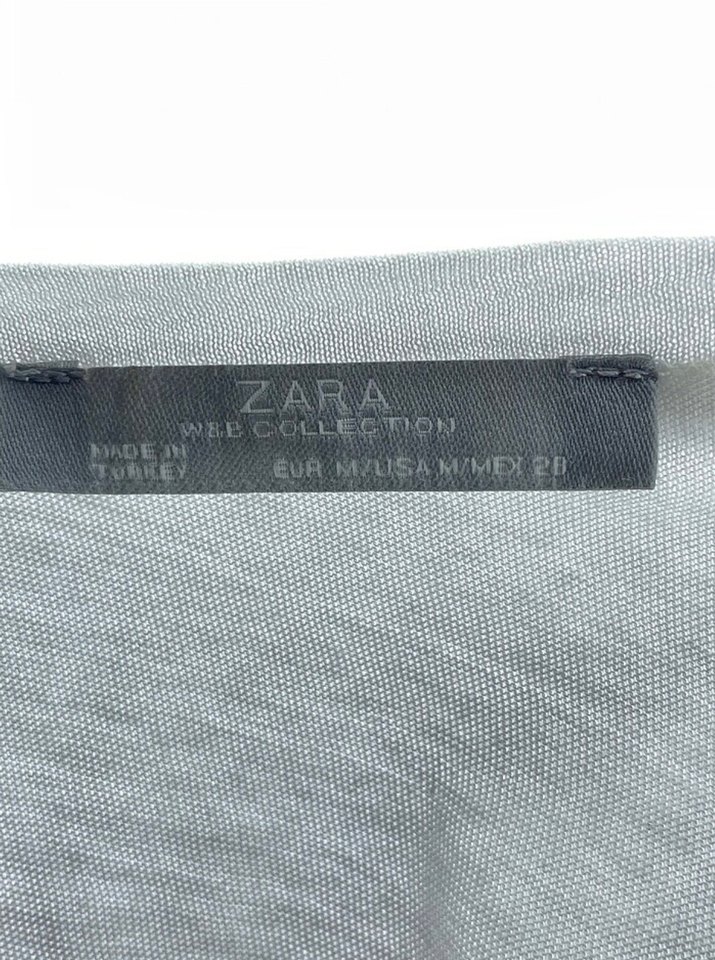 ZARA
W&B COLLECTION
MADE IN
TURKEY
EUR M/USA M/MEX 28